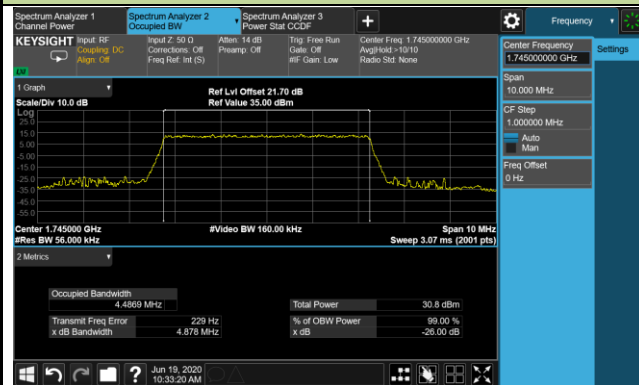 Spectrum Analyzer 1
Channel Power
Spectrum Analyzer 2
Occupied BW
Spectrum Analyzer 3
Power Stat CCDF
Frequency
KEYSIGHT
Input: RF
Coupling: DC
Align: Off
Input Z: 50 Ω
Corrections: Off
Freq Ref: Int (S)
Atten: 14 dB
Preamp: Off
Trig: Free Run
Gate: Off
#IF Gain: Low
Center Freq: 1.745000000 GHz
Avg|Hold:>10/10
Radio Std: None
Center Frequency
1.745000000 GHz
Settings
Span
10.000 MHz
CF Step
1.000000 MHz
Auto
Man
Freq Offset
0 Hz
1 Graph
Scale/Div 10.0 dB
Ref Lvl Offset 21.70 dB
Ref Value 35.00 dBm
Log
25.0
15.0
5.00
-5.00
-15.0
-25.0
-35.0
-45.0
-55.0
Center 1.745000 GHz
#Res BW 56.000 kHz
#Video BW 160.00 kHz
Span 10 MHz
Sweep 3.07 ms (2001 pts)
2 Metrics
Occupied Bandwidth
4.4869 MHz
Total Power 30.8 dBm
Transmit Freq Error 229 Hz
% of OBW Power 99.00 %
x dB Bandwidth 4.878 MHz
x dB -26.00 dB
?
Jun 19, 2020
10:33:20 AM